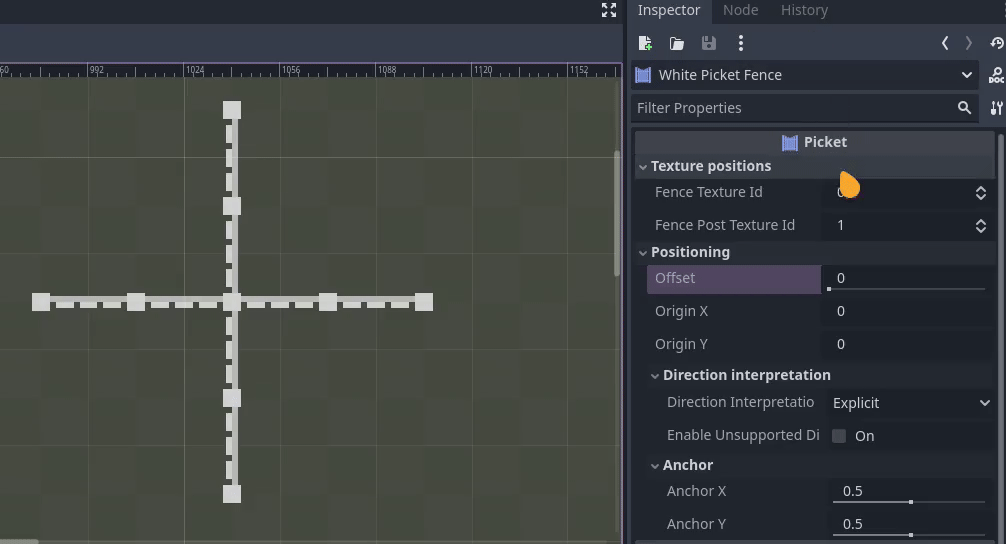 Inspector Node History
60 992 1024 1056 1088 1120 1152
White Picket Fence
DOC
Filter Properties
Picket
Texture positions
Fence Texture Id
Fence Post Texture Id 1
Positioning
Offset 0
Origin X 0
Origin Y 0
Direction interpretation
Direction Interpretatio Explicit
Enable Unsupported Di On
Anchor
Anchor X 0.5
Anchor Y 0.5